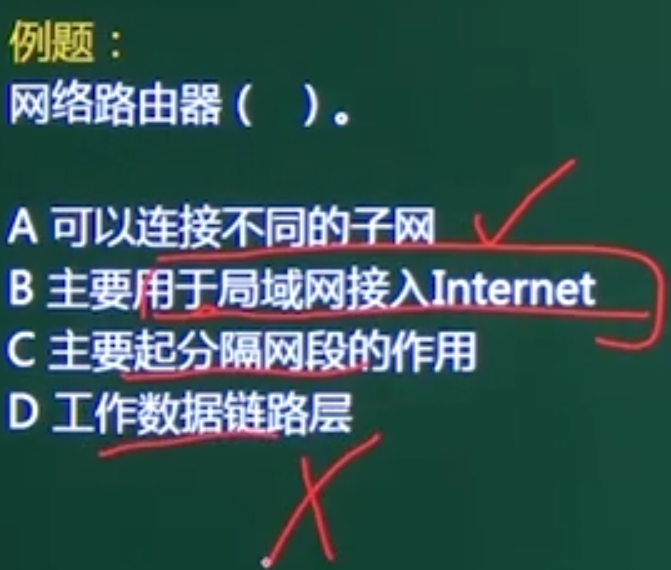 例题：
网络路由器（ ）。
A 可以连接不同的子网
B 主要用于局域网接入Internet
C 主要起分隔网段的作用
D 工作数据链路层